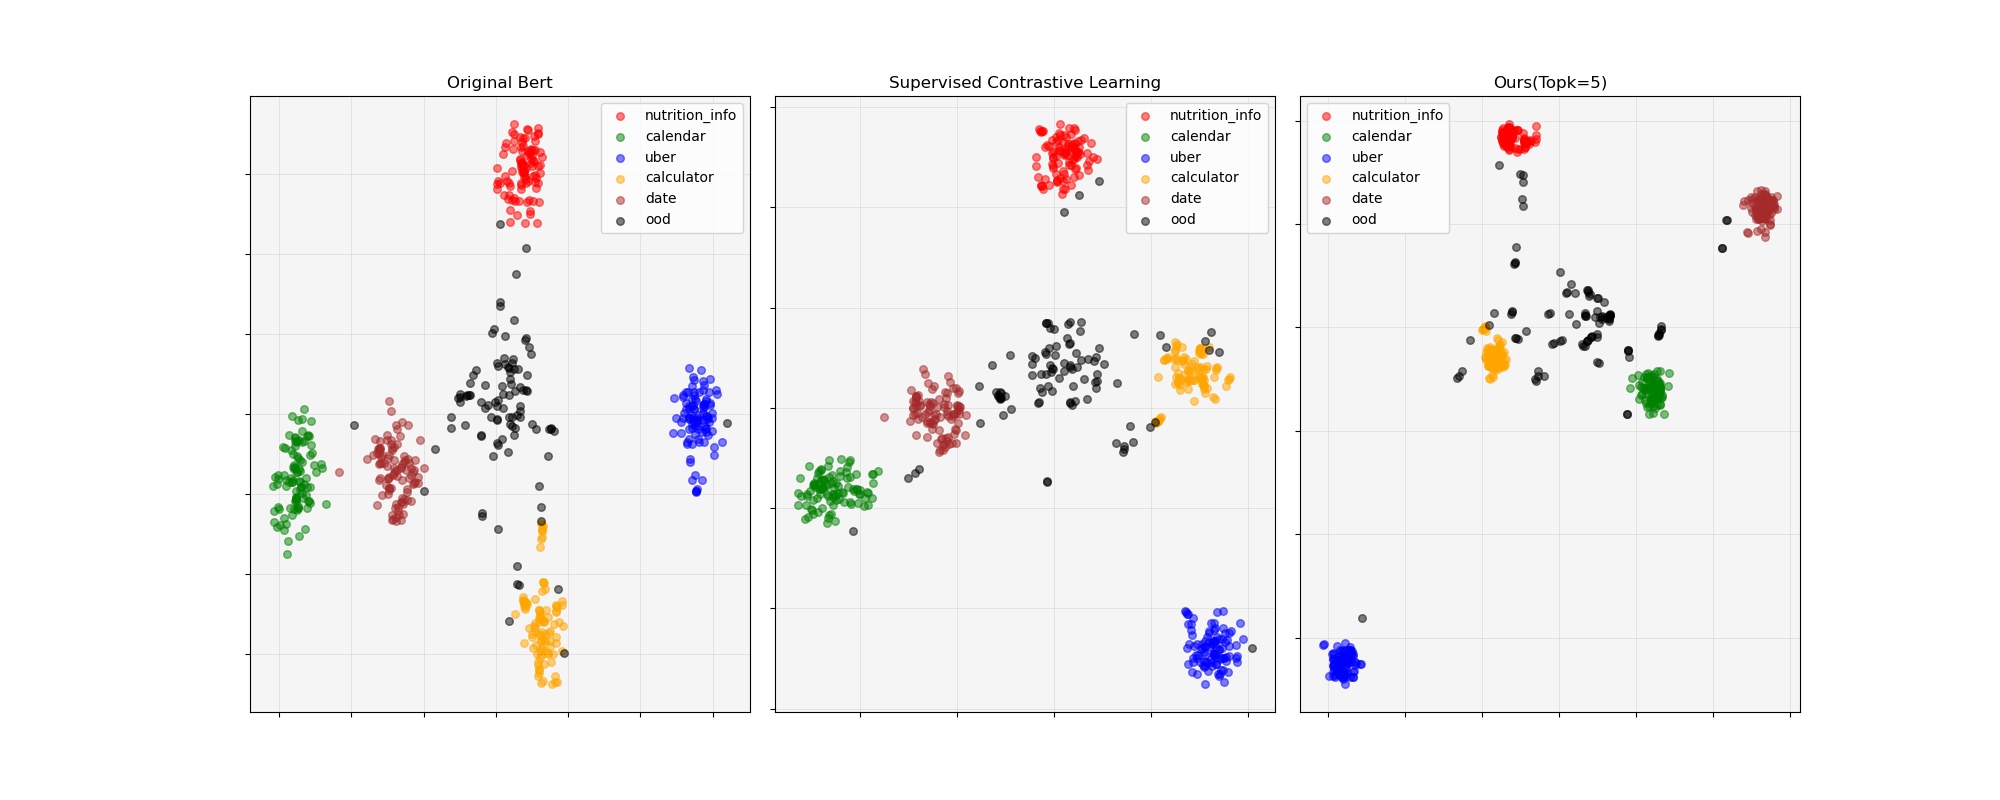 Original Bert
nutrition_info
calendar
uber
calculator
date
ood
Supervised Contrastive Learning
nutrition_info
calendar
uber
calculator
date
ood
Ours(Topk=5)
nutrition_info
calendar
uber
calculator
date
ood